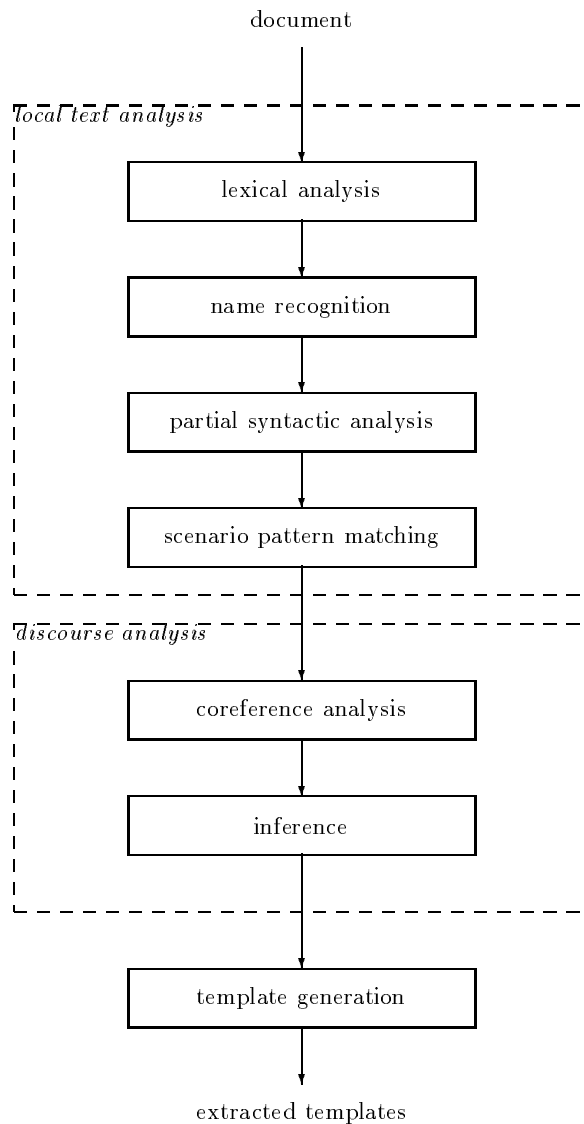 document
local text analysis
lexical analysis
name recognition
partial syntactic analysis
scenario pattern matching
discourse analysis
coreference analysis
inference
template generation
extracted templates